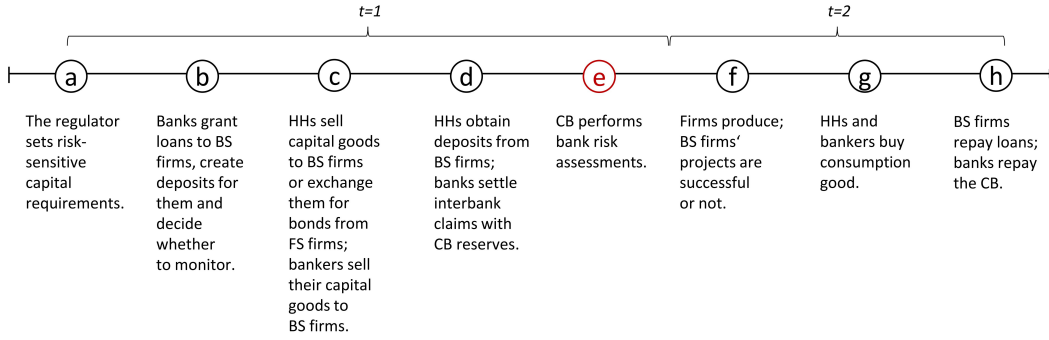 t=1
t=2
a
b
c
d
e
f
g
h
The regulator
sets risk-
sensitive
capital
requirements.
Banks grant
loans to BS
firms, create
deposits for
them and
decide
whether
to monitor.
HHs sell
capital goods
to BS firms
or exchange
them for
bonds from
FS firms;
bankers sell
their capital
goods to
BS firms.
HHs obtain
deposits from
BS firms;
banks settle
interbank
claims with
CB reserves.
CB performs
bank risk
assessments.
Firms produce;
BS firms‘
projects are
successful
or not.
HHs and
bankers buy
consumption
good.
BS firms
repay loans;
banks repay
the CB.